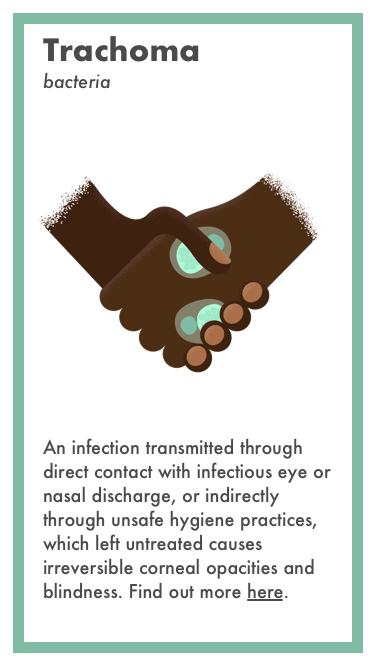 Trachoma
bacteria
An infection transmitted through
direct contact with infectious eye or
nasal discharge, or indirectly
through unsafe hygiene practices,
which left untreated causes
irreversible corneal opacities and
blindness. Find out more here.